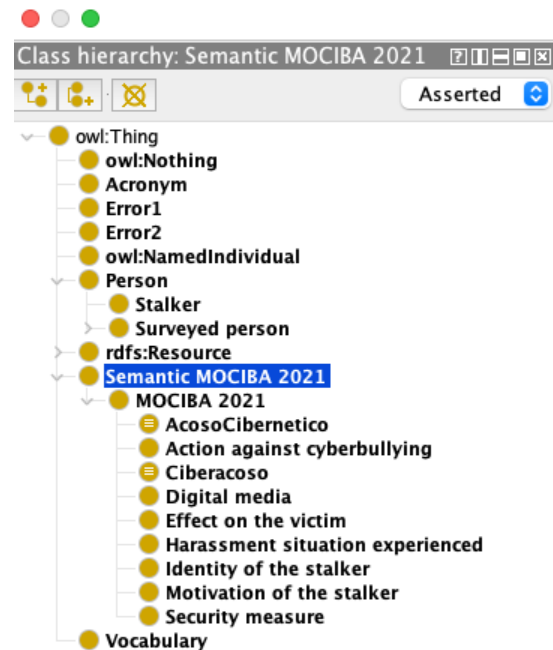 Class hierarchy: Semantic MOCIBA 2021
Asserted
owl:Thing
owl:Nothing
Acronym
Error1
Error2
owl:NamedIndividual
Person
Stalker
Surveyed person
rdfs:Resource
Semantic MOCIBA 2021
MOCIBA 2021
AcosoCibernetico
Action against cyberbullying
Ciberacoso
Digital media
Effect on the victim
Harassment situation experienced
Identity of the stalker
Motivation of the stalker
Security measure
Vocabulary